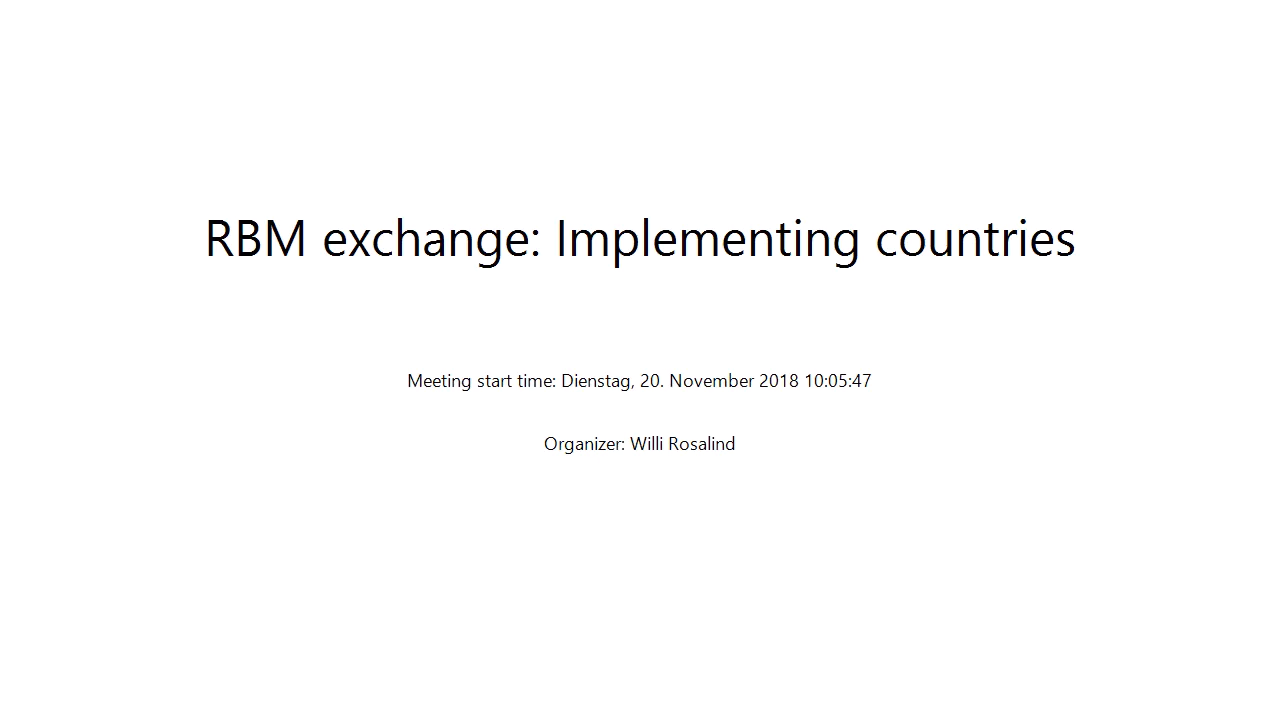 RBM exchange: Implementing countries
Meeting start time: Dienstag, 20. November 2018 10:05:47
Organizer: Willi Rosalind